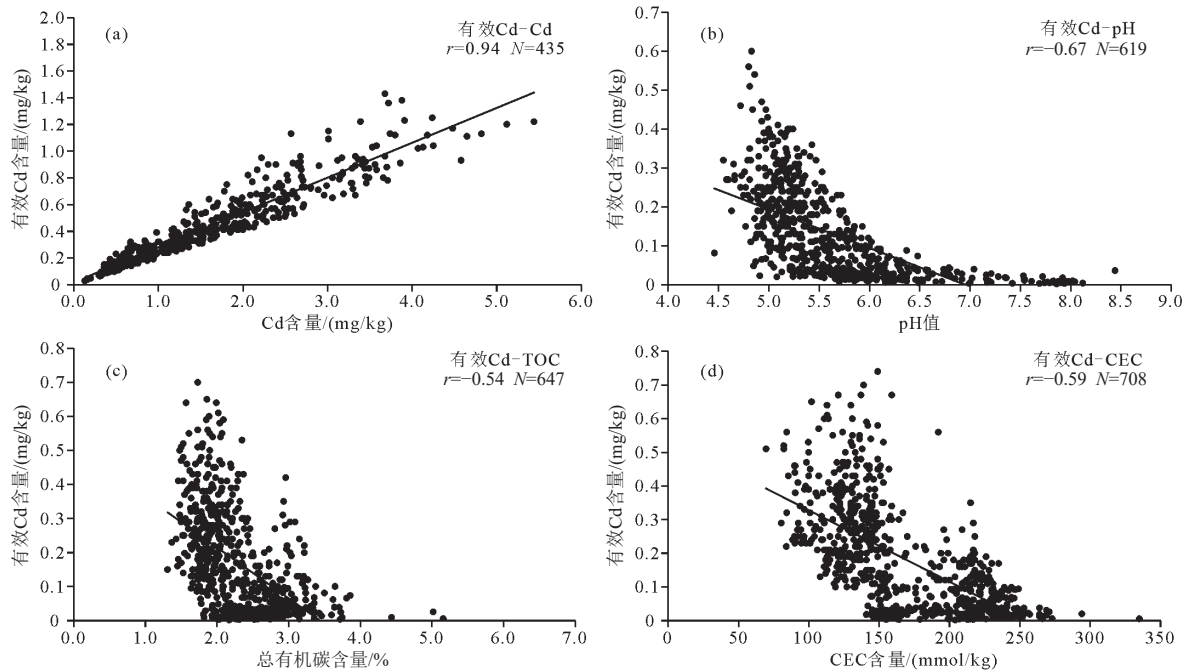 (a)
有效Cd-Cd
r=0.94 N=435
有效Cd含量/(mg/kg)
2.0
1.8
1.6
1.4
1.2
1.0
0.8
0.6
0.4
0.2
0
0.0 1.0 2.0 3.0 4.0 5.0 6.0
Cd含量/(mg/kg)
(b)
有效Cd-pH
r=-0.67 N=619
有效Cd含量/(mg/kg)
0.7
0.6
0.5
0.4
0.3
0.2
0.1
0
4.0 4.5 5.0 5.5 6.0 6.5 7.0 7.5 8.0 8.5 9.0
pH值
(c)
有效Cd-TOC
r=-0.54 N=647
有效Cd含量/(mg/kg)
0.8
0.7
0.6
0.5
0.4
0.3
0.2
0.1
0
0.0 1.0 2.0 3.0 4.0 5.0 6.0 7.0
总有机碳含量/%
(d)
有效Cd-CEC
r=-0.59 N=708
有效Cd含量/(mg/kg)
0.8
0.7
0.6
0.5
0.4
0.3
0.2
0.1
0
0 50 100 150 200 250 300 350
CEC含量/(mmol/kg)